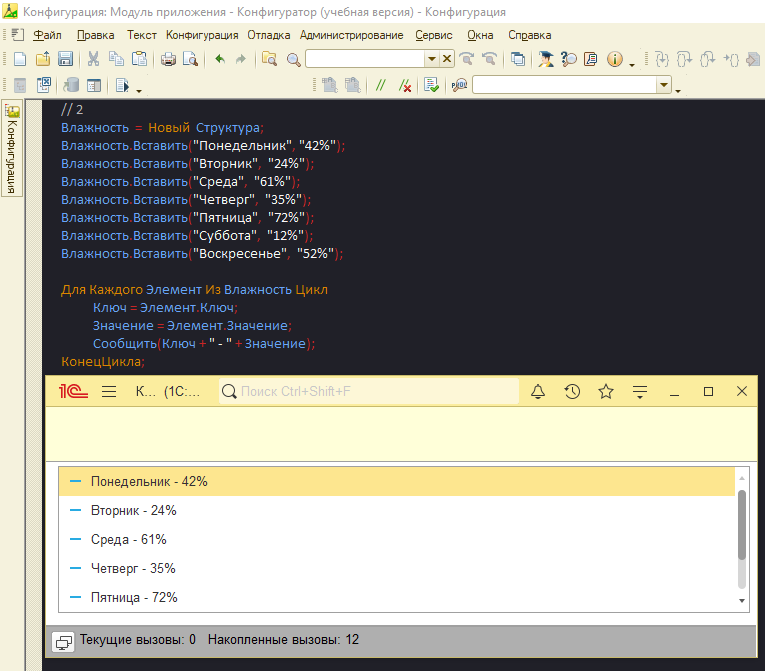 Конфигурация: Модуль приложения - Конфигуратор (учебная версия) - Конфигурация
Файл Правка Текст Конфигурация Отладка Администрирование Сервис Окна Справка
Конфигурация
// 2
Влажность = Новый Структура;
Влажность.Вставить("Понедельник", "42%");
Влажность.Вставить("Вторник", "24%");
Влажность.Вставить("Среда", "61%");
Влажность.Вставить("Четверг", "35%");
Влажность.Вставить("Пятница", "72%");
Влажность.Вставить("Суббота", "12%");
Влажность.Вставить("Воскресенье", "52%");
Для Каждого Элемент Из Влажность Цикл
Ключ = Элемент.Ключ;
Значение = Элемент.Значение;
Сообщить(Ключ + " - " + Значение);
КонецЦикла;
1С К... (1С:... Поиск Ctrl+Shift+F
Понедельник - 42%
Вторник - 24%
Среда - 61%
Четверг - 35%
Пятница - 72%
Текущие вызовы: 0 Накопленные вызовы: 12